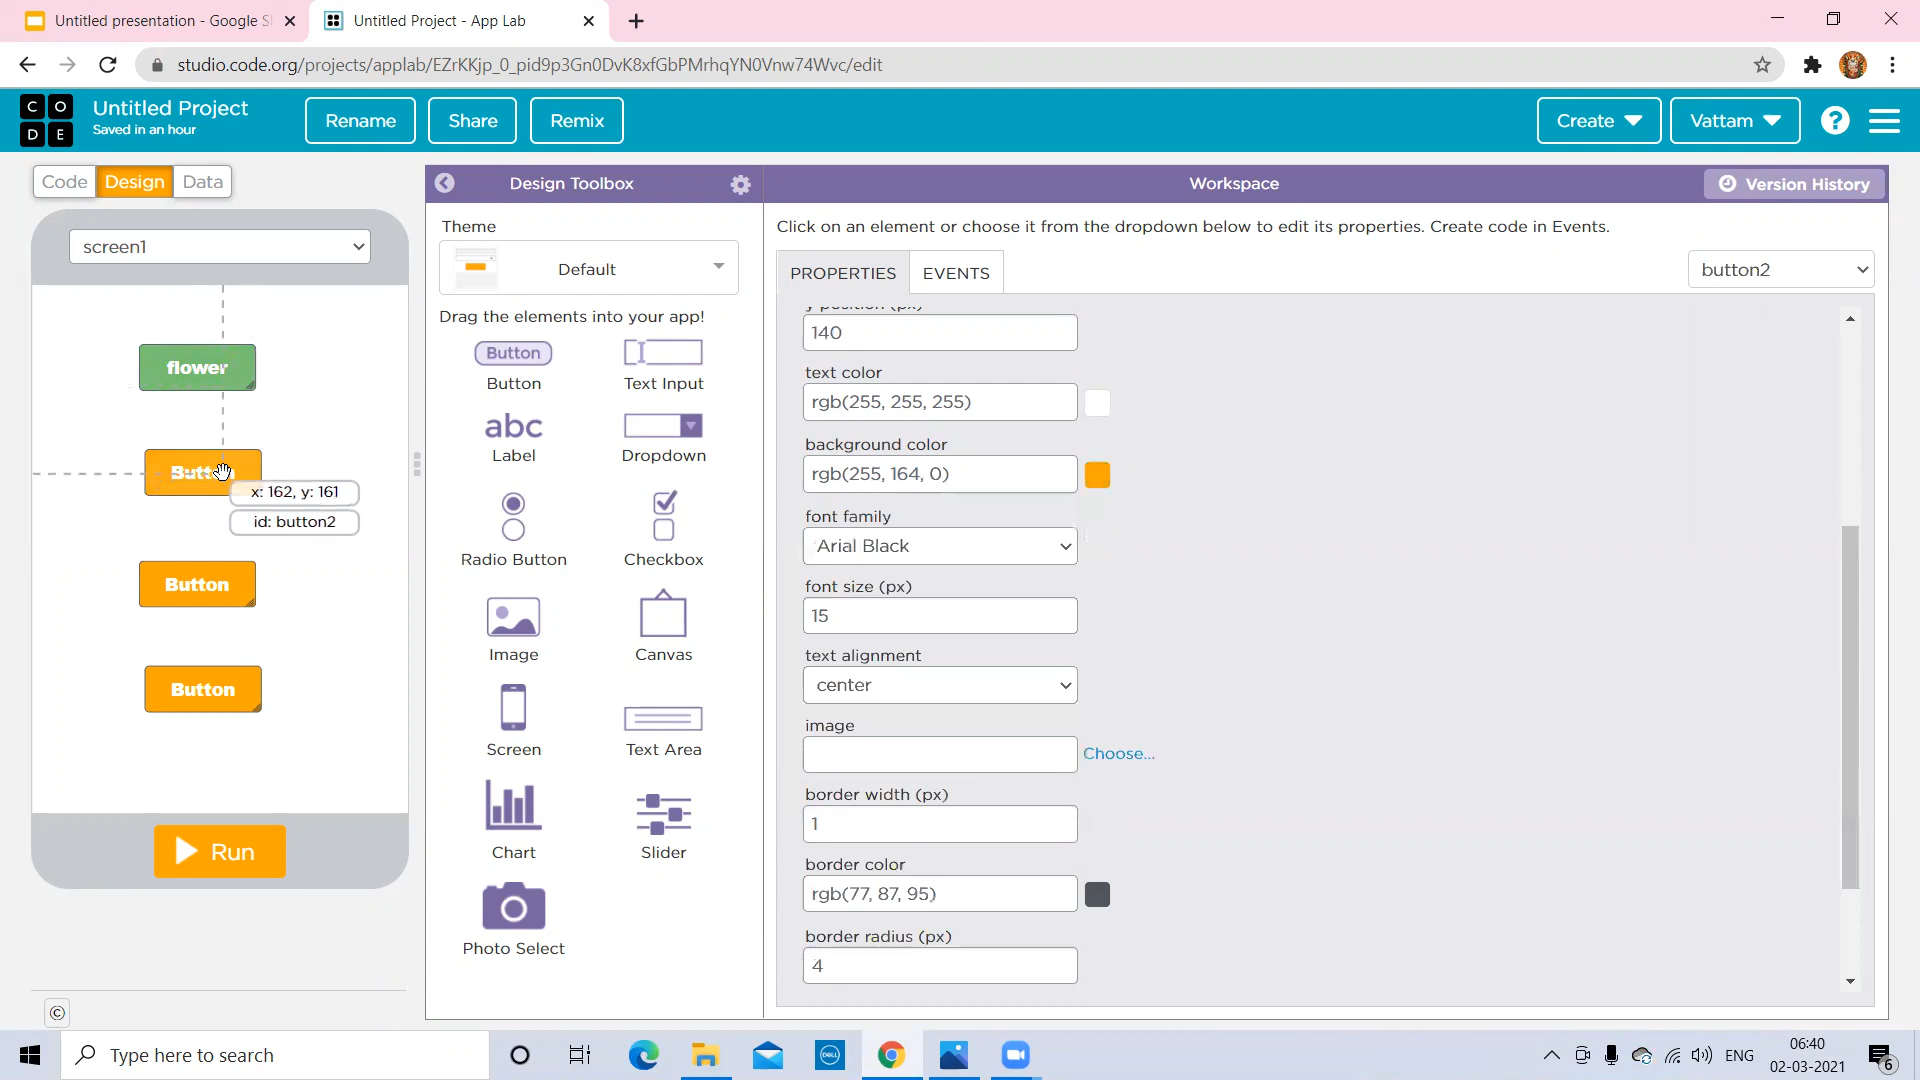 Untitled presentation - Google S
Untitled Project - App Lab
studio.code.org/projects/applab/EZrKKjp_0_pid9p3Gn0DvK8xfGbPMrhqYN0Vnw74Wvc/edit
C O
D E
Untitled Project
Saved in an hour
Rename
Share
Remix
Create
Vattam
?
Code
Design
Data
Design Toolbox
Workspace
Version History
screen1
Theme
Default
Click on an element or choose it from the dropdown below to edit its properties. Create code in Events.
PROPERTIES
EVENTS
button2
Drag the elements into your app!
flower
Button
x: 162, y: 161
id: button2
Button
Button
Run
Button
Button
Text Input
abc
Label
Dropdown
Radio Button
Checkbox
Image
Canvas
Screen
Text Area
Chart
Slider
Photo Select
y position (px)
140
text color
rgb(255, 255, 255)
background color
rgb(255, 164, 0)
font family
Arial Black
font size (px)
15
text alignment
center
image
Choose...
border width (px)
1
border color
rgb(77, 87, 95)
border radius (px)
4
©
Type here to search
DELL
ENG
06:40
02-03-2021
6